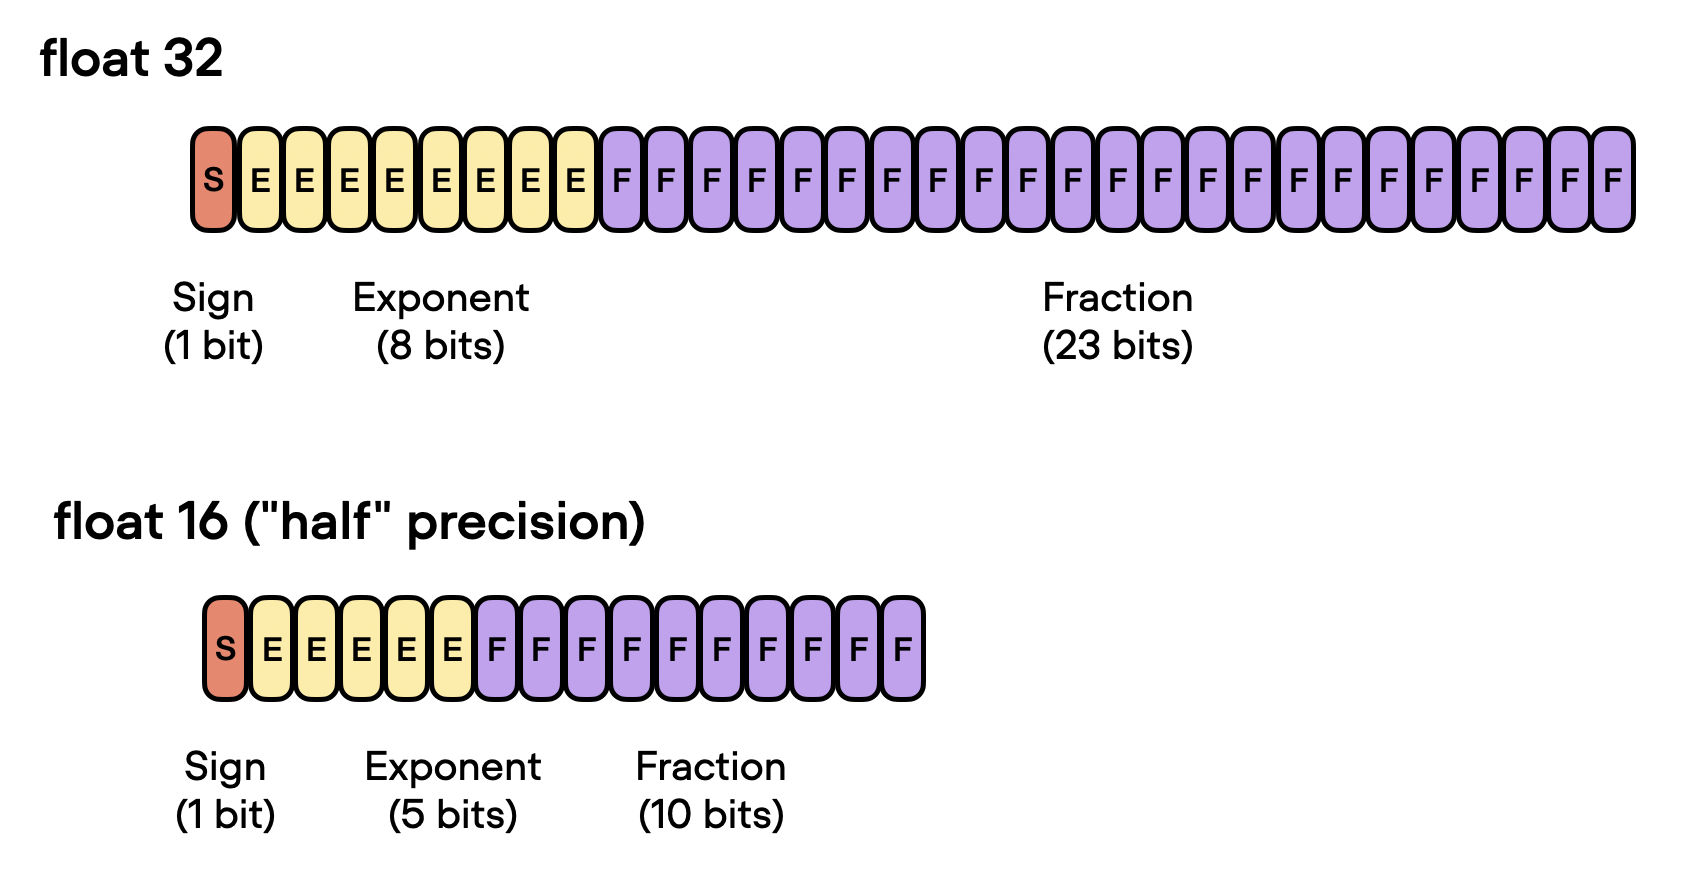 float 32
S E E E E E E E E F F F F F F F F F F F F F F F F F F F F F F F
Sign Exponent Fraction
(1 bit) (8 bits) (23 bits)
float 16 ("half" precision)
S E E E E E F F F F F F F F F F
Sign Exponent Fraction
(1 bit) (5 bits) (10 bits)